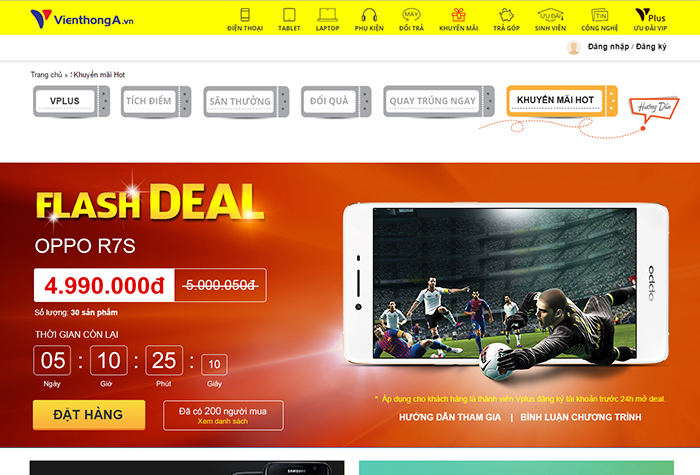 VienthongA.vn
ĐIỆN THOẠI
TABLET
LAPTOP
PHỤ KIỆN
MÁY
ĐỔI TRẢ
KHUYẾN MÃI
TRẢ GÓP
ƯU ĐÃI
SINH VIÊN
TIN
CÔNG NGHỆ
Plus
ƯU ĐÃI VIP
Đăng nhập / Đăng ký
Trang chủ » Khuyến mãi Hot
VPLUS
TÍCH ĐIỂM
SĂN THƯỞNG
ĐỔI QUÀ
QUAY TRÚNG NGAY
KHUYẾN MÃI HOT
Hướng Dẫn
FLASH DEAL
OPPO R7S
4.990.000đ
5.000.050đ
Số lượng: 30 sản phẩm
THỜI GIAN CÒN LẠI
05 : 10 : 25 : 10
Ngày Giờ Phút Giây
ĐẶT HÀNG
Đã có 200 người mua
Xem danh sách
oppo
* Áp dụng cho khách hàng là thành viên Vplus đăng ký tài khoản trước 24h mở deal.
HƯỚNG DẪN THAM GIA | BÌNH LUẬN CHƯƠNG TRÌNH
SAMSUNG